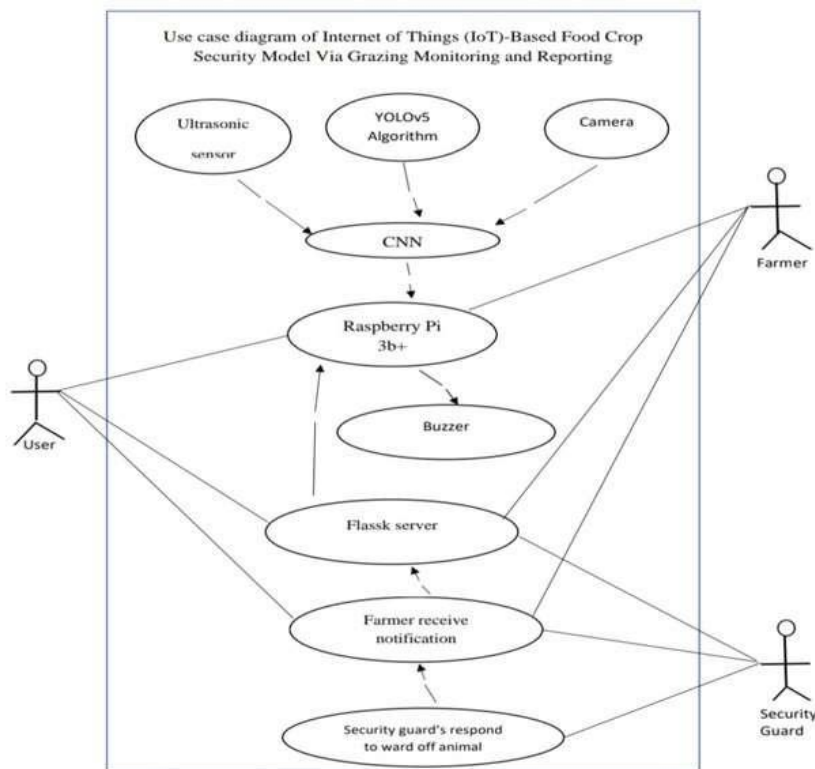 Use case diagram of Internet of Things (IoT)-Based Food Crop
Security Model Via Grazing Monitoring and Reporting
Ultrasonic
sensor
YOLOv5
Algorithm
Camera
CNN
Farmer
Raspberry Pi
3b+
User
Buzzer
Flassk server
Farmer receive
notification
Security guard's respond
to ward off animal
Security
Guard